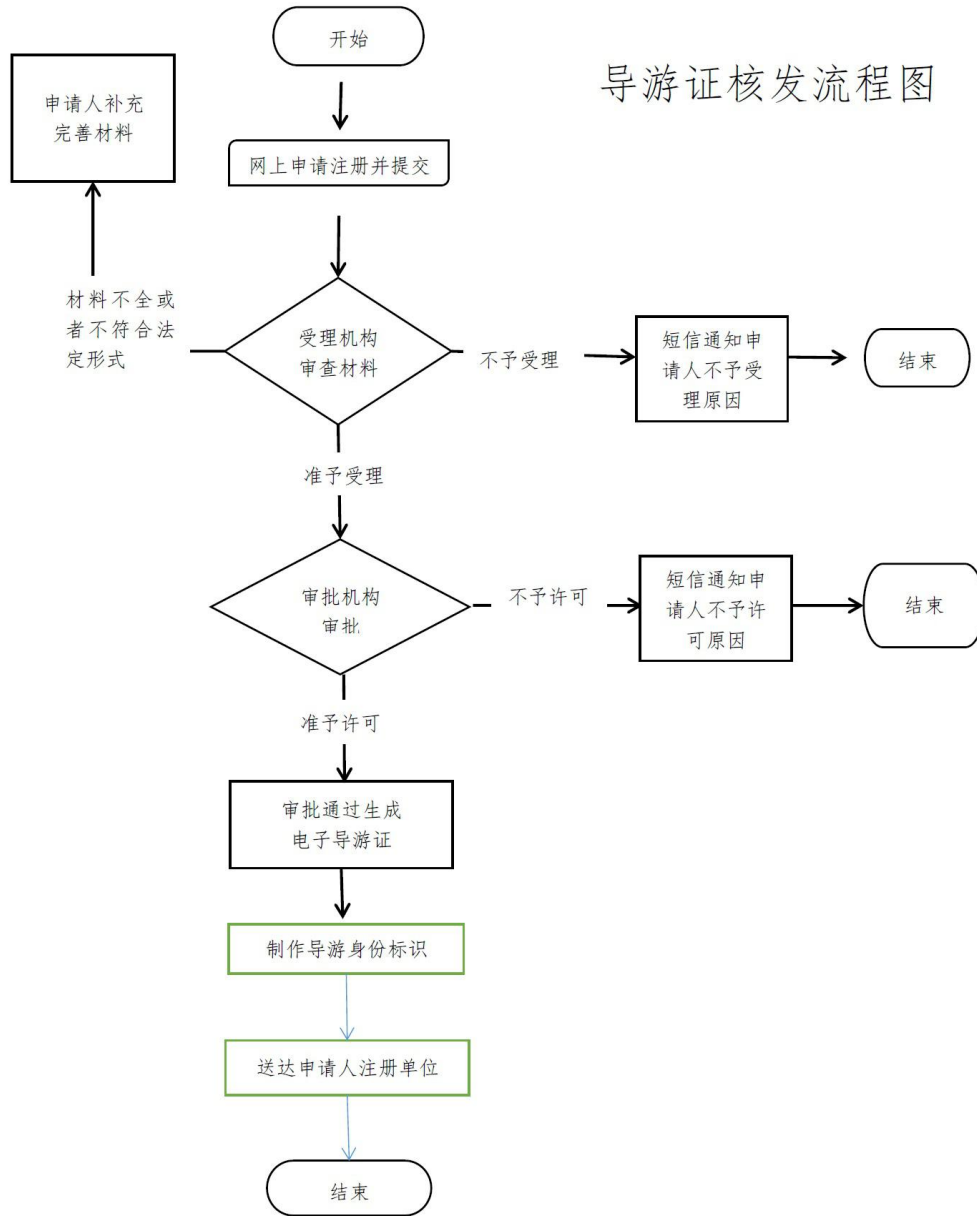 导游证核发流程图
开始
申请人补充
完善材料
网上申请注册并提交
材料不全或
者不符合法
定形式
受理机构
审查材料
不予受理
短信通知申
请人不予受
理原因
结束
准予受理
审批机构
审批
不予许可
短信通知申
请人不予许
可原因
结束
准予许可
审批通过生成
电子导游证
制作导游身份标识
送达申请人注册单位
结束